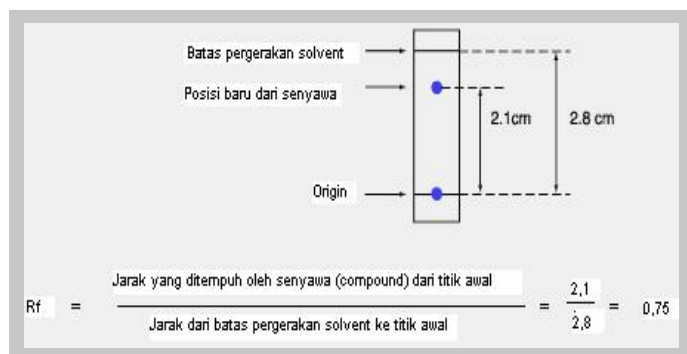 Batas pergerakan solvent
Posisi baru dari senyawa
2.1cm
2.8 cm
Origin
Jarak yang ditempuh oleh senyawa (compound) dari titik awal
Rf = = 2,1 = 0,75
2,8
Jarak dari batas pergerakan solvent ke titik awal